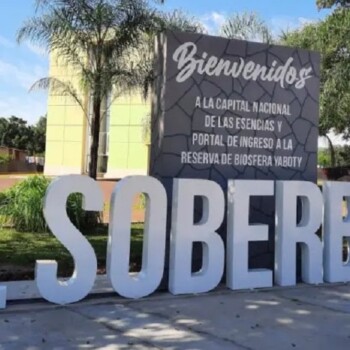 Bienvenidos
A LA CAPITAL NACIONAL
DE LAS ESENCIAS Y
PORTAL DE INGRESO A LA
RESERVA DE BIOSFERA YABOTY
SOBERB